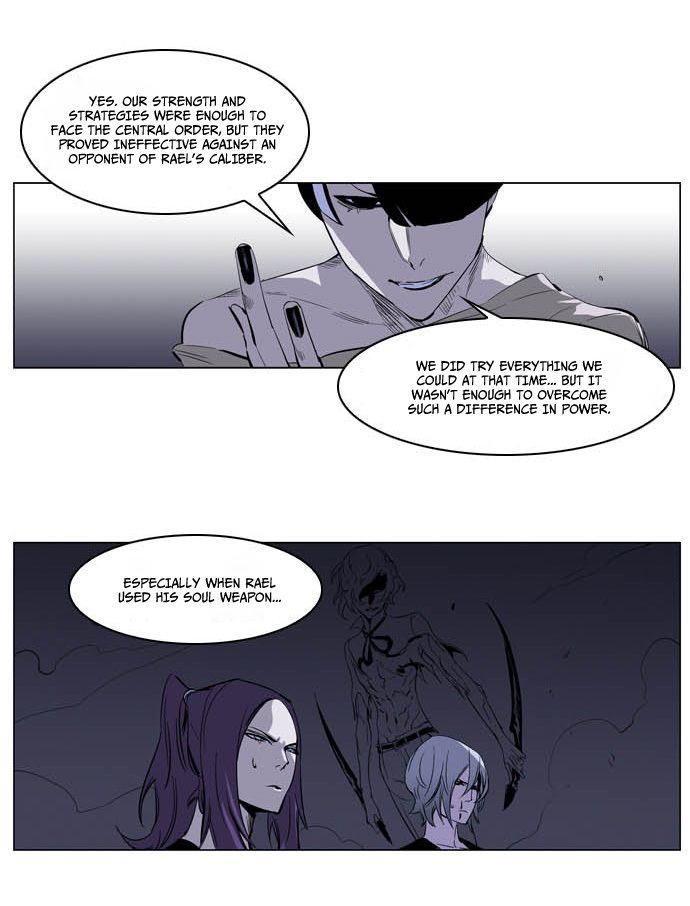 YES. OUR STRENGTH AND
STRATEGIES WERE ENOUGH TO
FACE THE CENTRAL ORDER, BUT THEY
PROVED INEFFECTIVE AGAINST AN
OPPONENT OF RAEL'S CALIBER.
WE DID TRY EVERYTHING WE
COULD AT THAT TIME... BUT IT
WASN'T ENOUGH TO OVERCOME
SUCH A DIFFERENCE IN POWER.
ESPECIALLY WHEN RAEL
USED HIS SOUL WEAPON...